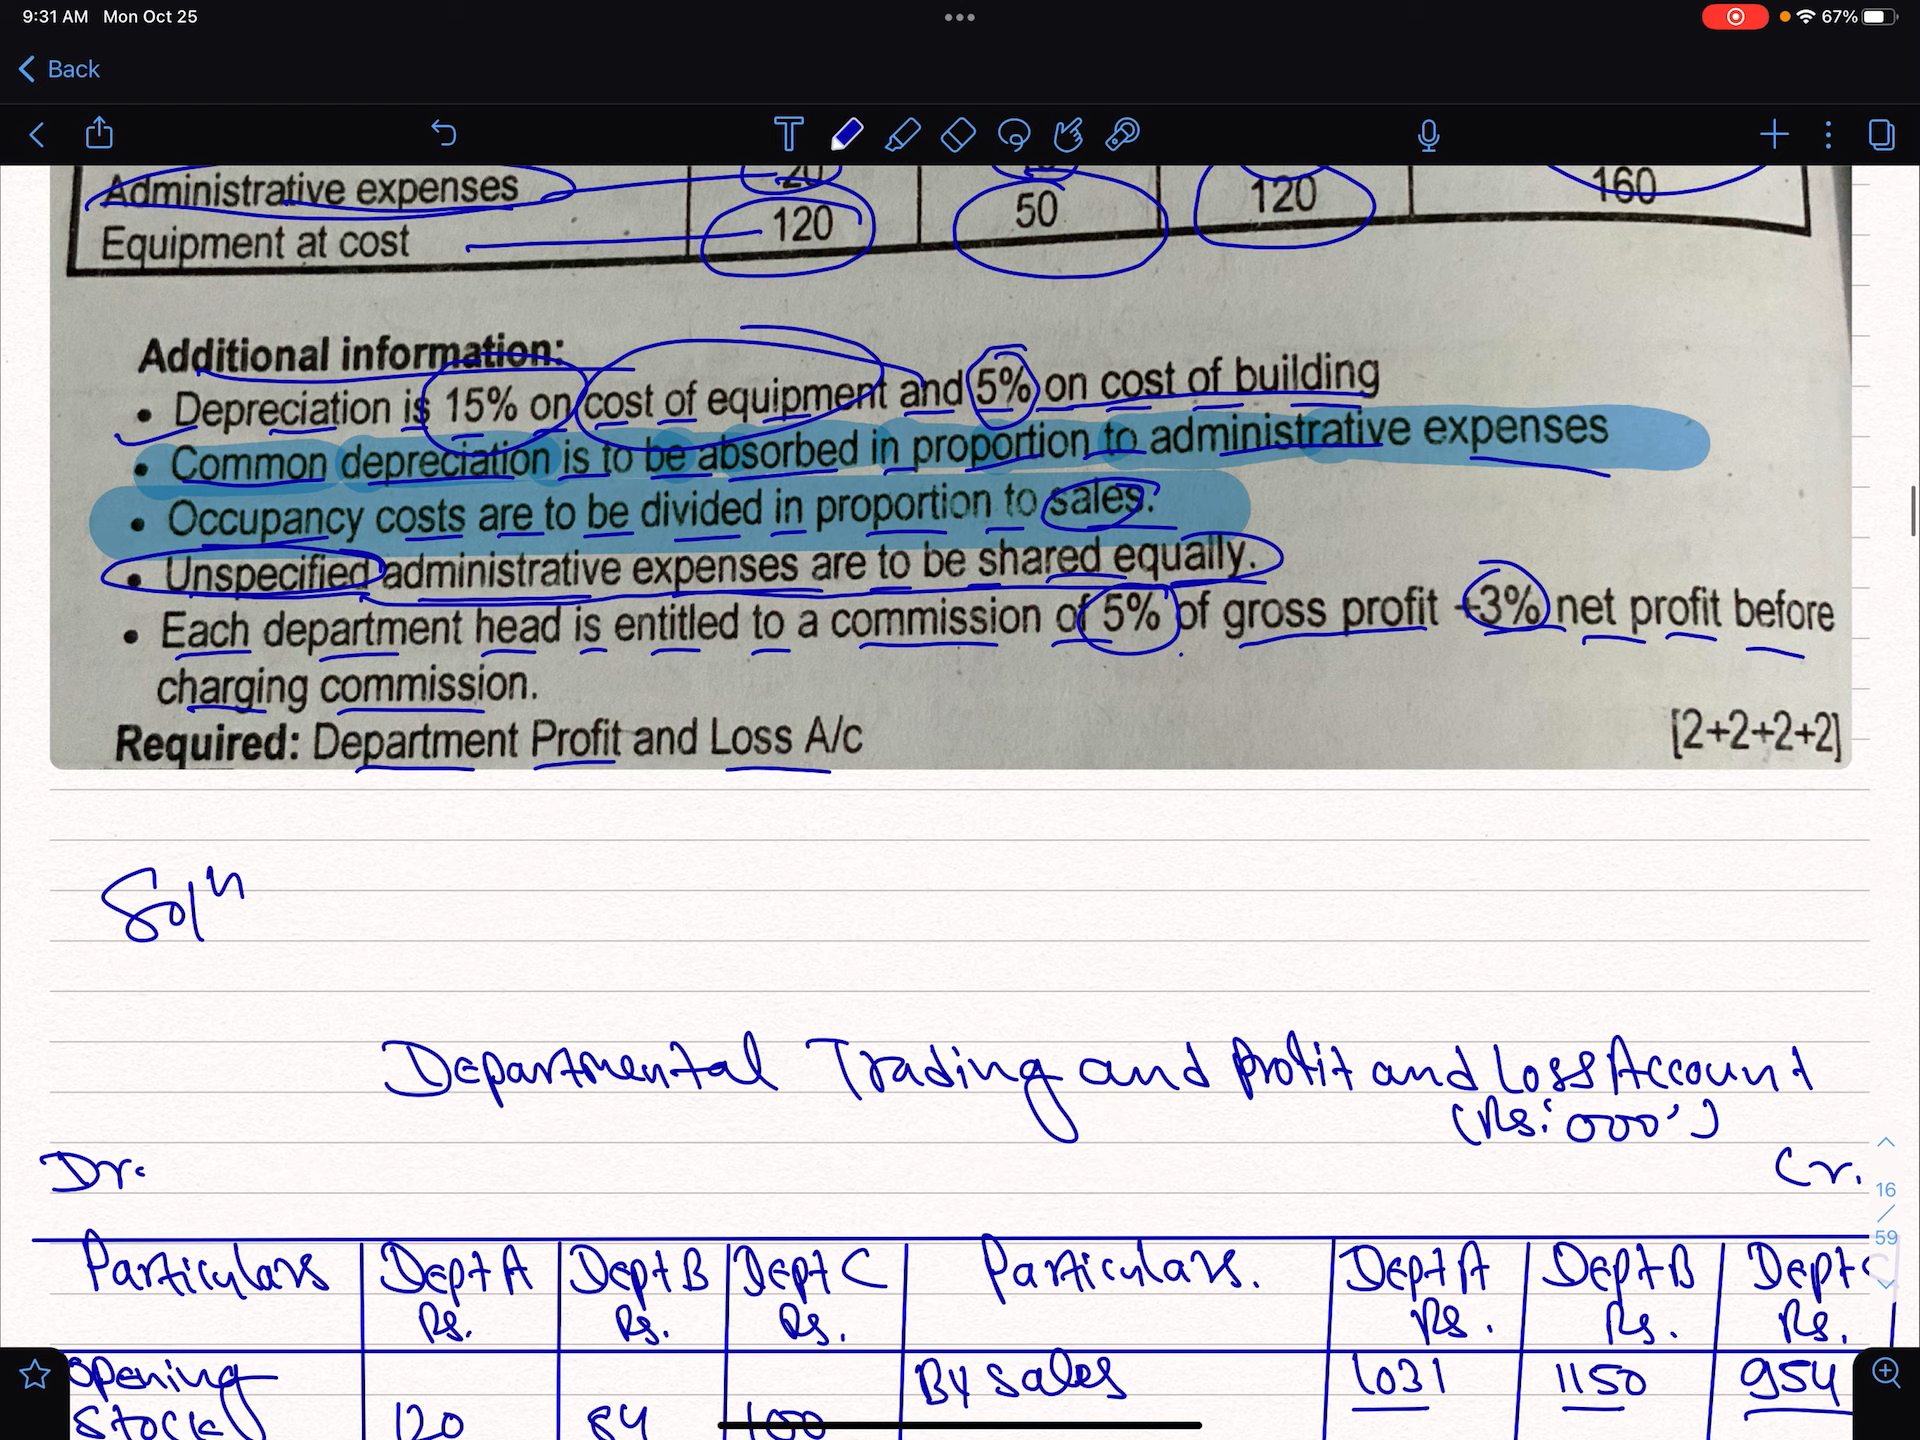 9:31 AM Mon Oct 25
67%
Back
Administrative expenses 20 160
Equipment at cost 120 50 120
Additional information:
• Depreciation is 15% on cost of equipment and 5% on cost of building
• Common depreciation is to be absorbed in proportion to administrative expenses
• Occupancy costs are to be divided in proportion to sales.
• Unspecified administrative expenses are to be shared equally.
• Each department head is entitled to a commission of 5% of gross profit +3% net profit before
charging commission.
Required: Department Profit and Loss A/c [2+2+2+2]
Solⁿ
Departmental Trading and Profit and Loss Account
(Rs. '000')
Dr. Cr.
16
/
59
Particulars Dept A Dept B Dept C Particulars. Dept A Dept B Dept C
Rs. Rs. Rs. Rs. Rs. Rs.
Opening By Sales 1031 1150 954
Stock 120 84 100